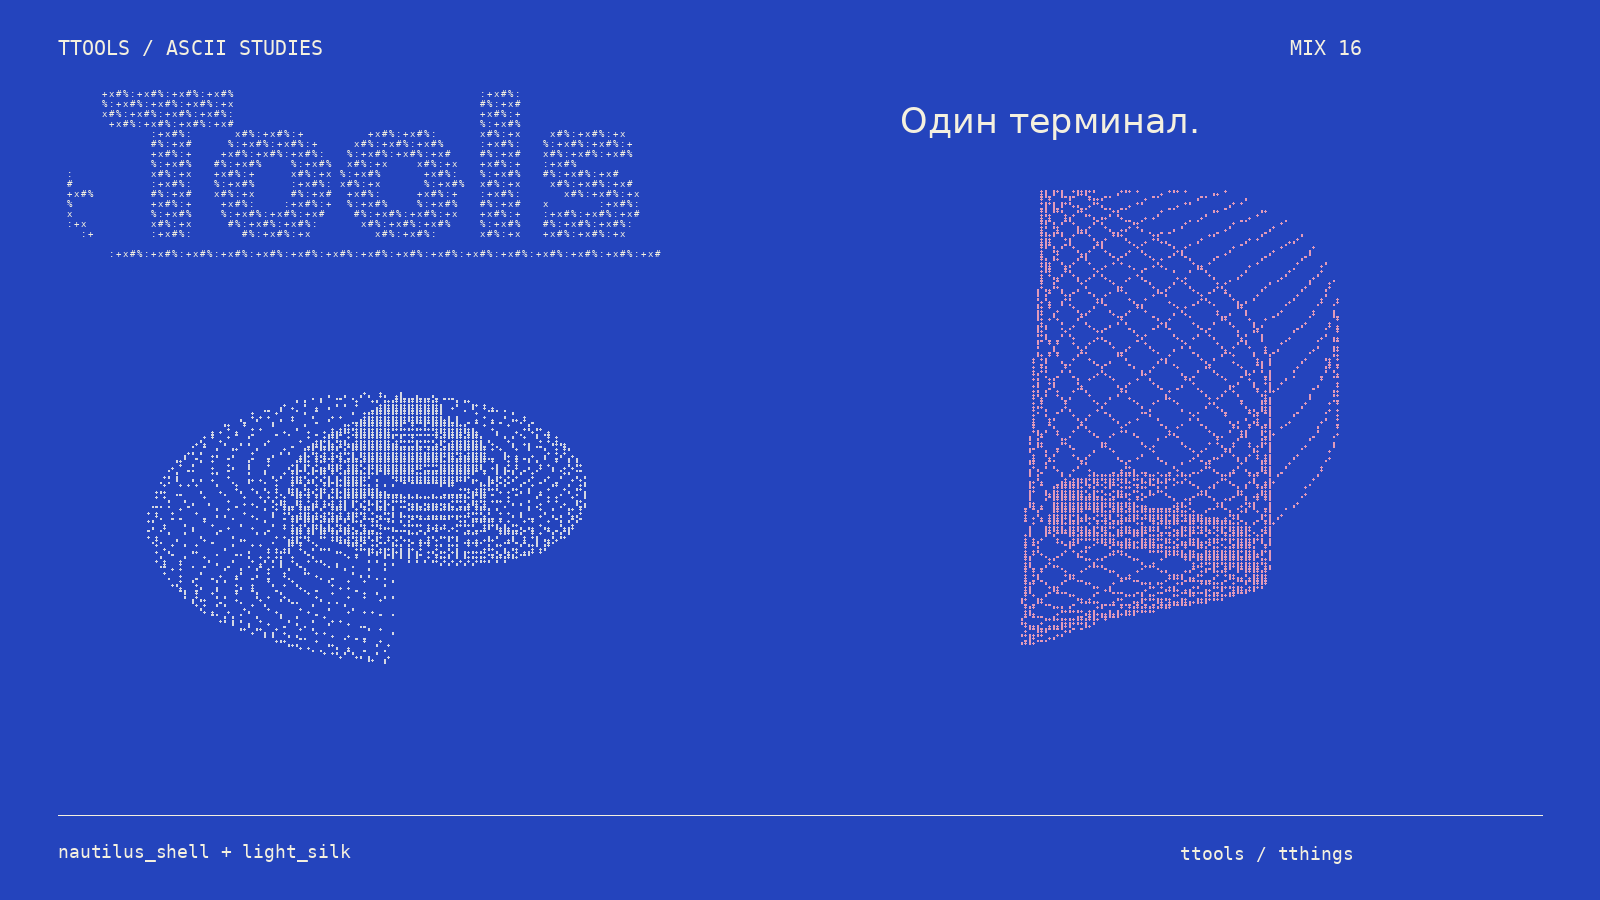 TTOOLS / ASCII STUDIES
MIX 16
Tools
Один терминал.
nautilus_shell + light_silk
ttools / tthings